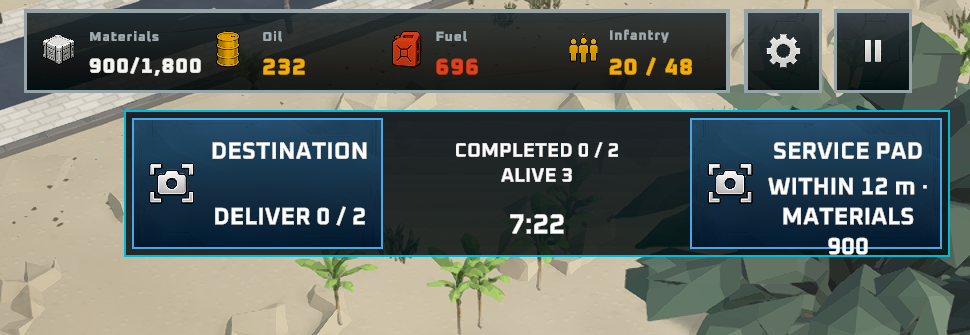 Materials
900/1,800
Oil
232
Fuel
696
Infantry
20 / 48
DESTINATION
DELIVER 0 / 2
COMPLETED 0 / 2
ALIVE 3
7:22
SERVICE PAD
WITHIN 12 m ·
MATERIALS
900